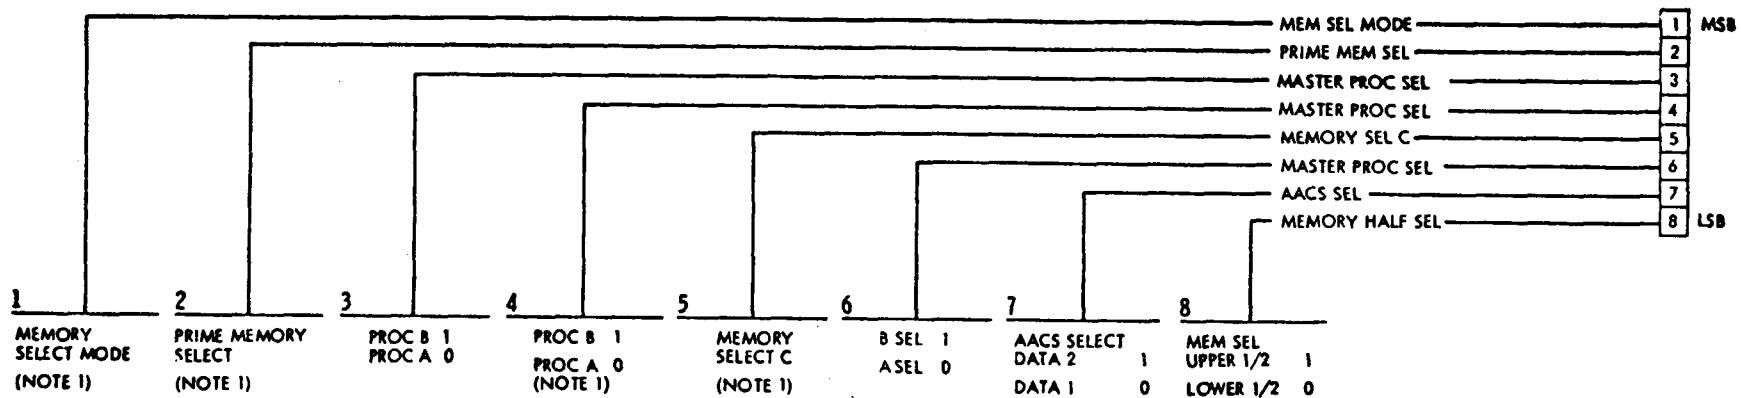 MEM SEL MODE 1 MSB
PRIME MEM SEL 2
MASTER PROC SEL 3
MASTER PROC SEL 4
MEMORY SEL C 5
MASTER PROC SEL 6
AACS SEL 7
MEMORY HALF SEL 8 LSB
1
MEMORY
SELECT MODE
(NOTE 1)
2
PRIME MEMORY
SELECT
(NOTE 1)
3
PROC B 1
PROC A 0
4
PROC B 1
PROC A 0
(NOTE 1)
5
MEMORY
SELECT C
(NOTE 1)
6
B SEL 1
A SEL 0
7
AACS SELECT
DATA 2 1
DATA 1 0
8
MEM SEL
UPPER 1/2 1
LOWER 1/2 0